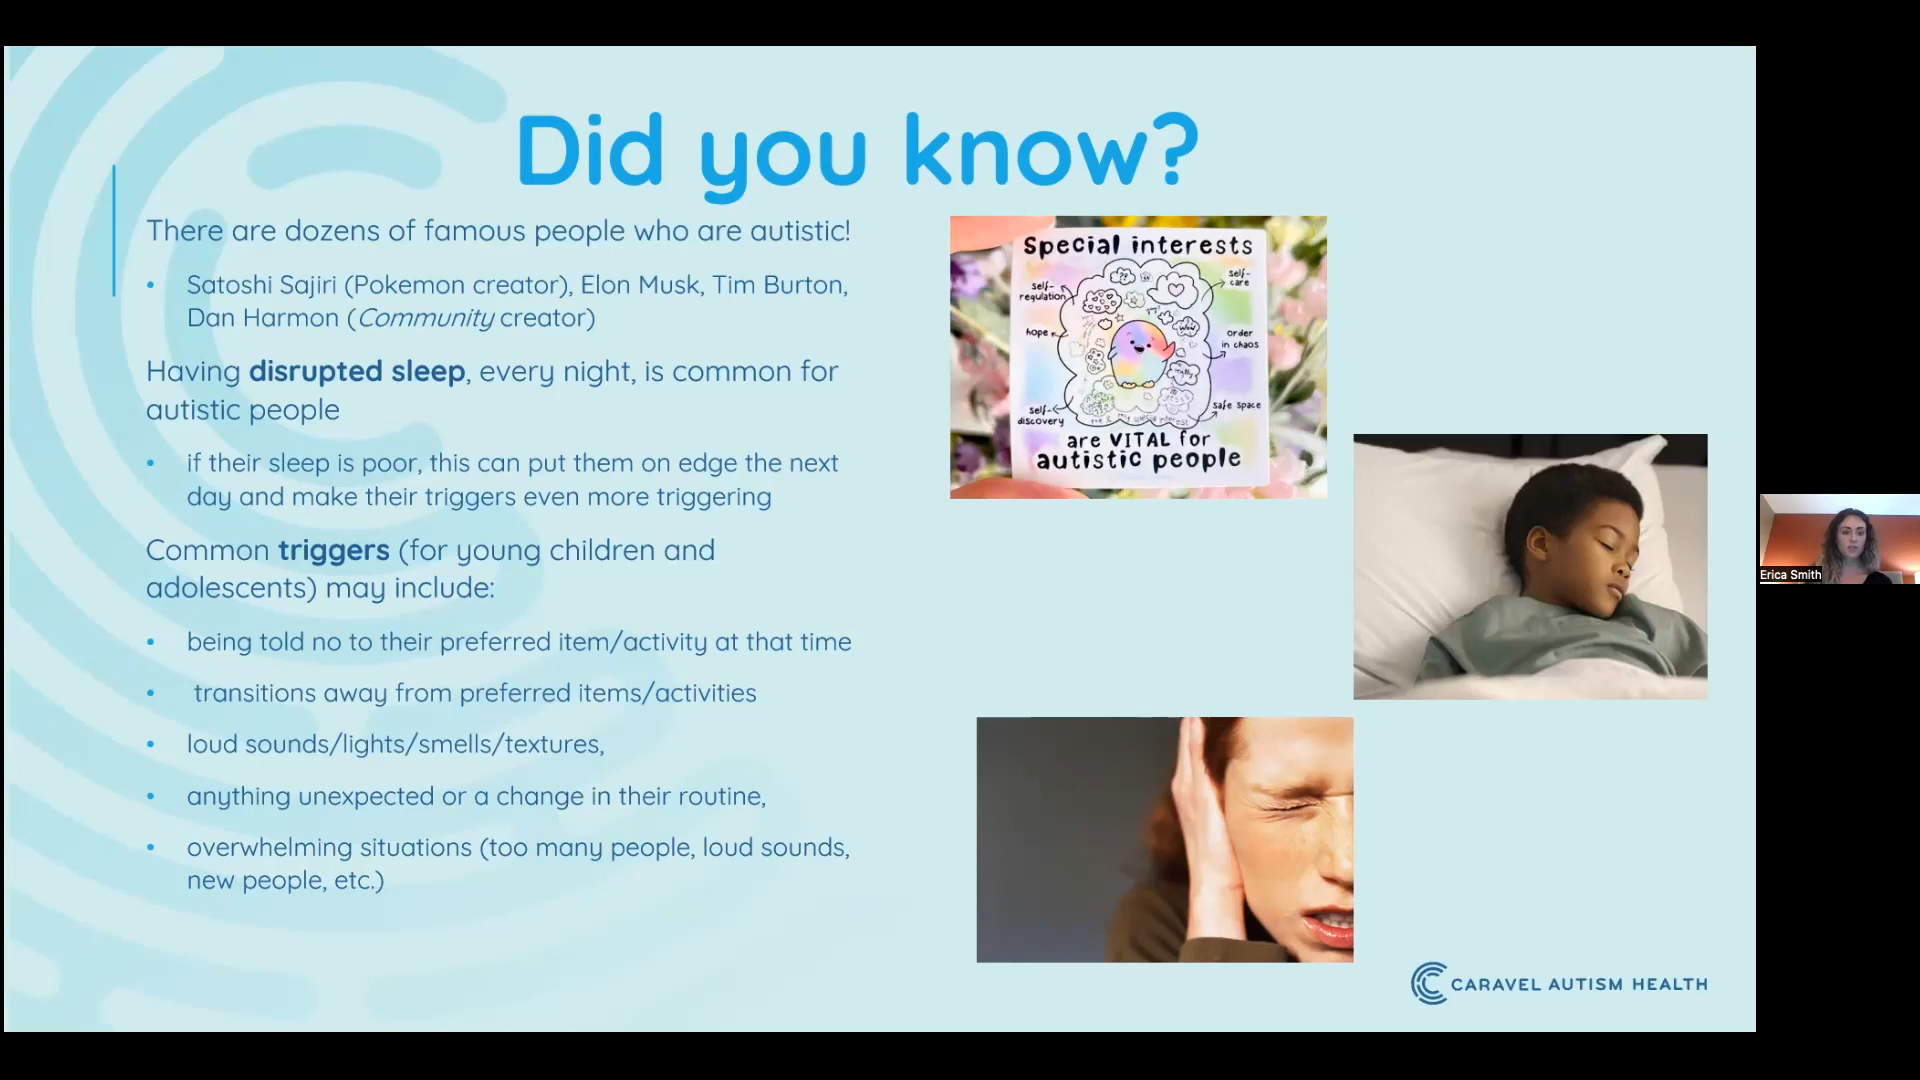 Did you know?
There are dozens of famous people who are autistic!
• Satoshi Sajiri (Pokemon creator), Elon Musk, Tim Burton,
Dan Harmon (Community creator)
Having disrupted sleep, every night, is common for
autistic people
• if their sleep is poor, this can put them on edge the next
day and make their triggers even more triggering
Common triggers (for young children and
adolescents) may include:
• being told no to their preferred item/activity at that time
• transitions away from preferred items/activities
• loud sounds/lights/smells/textures,
• anything unexpected or a change in their routine,
• overwhelming situations (too many people, loud sounds,
new people, etc.)
Special interests
self-
regulation
self-
care
hope
order
in chaos
self-
discovery
safe space
are VITAL for
autistic people
Erica Smith
CARAVEL AUTISM HEALTH